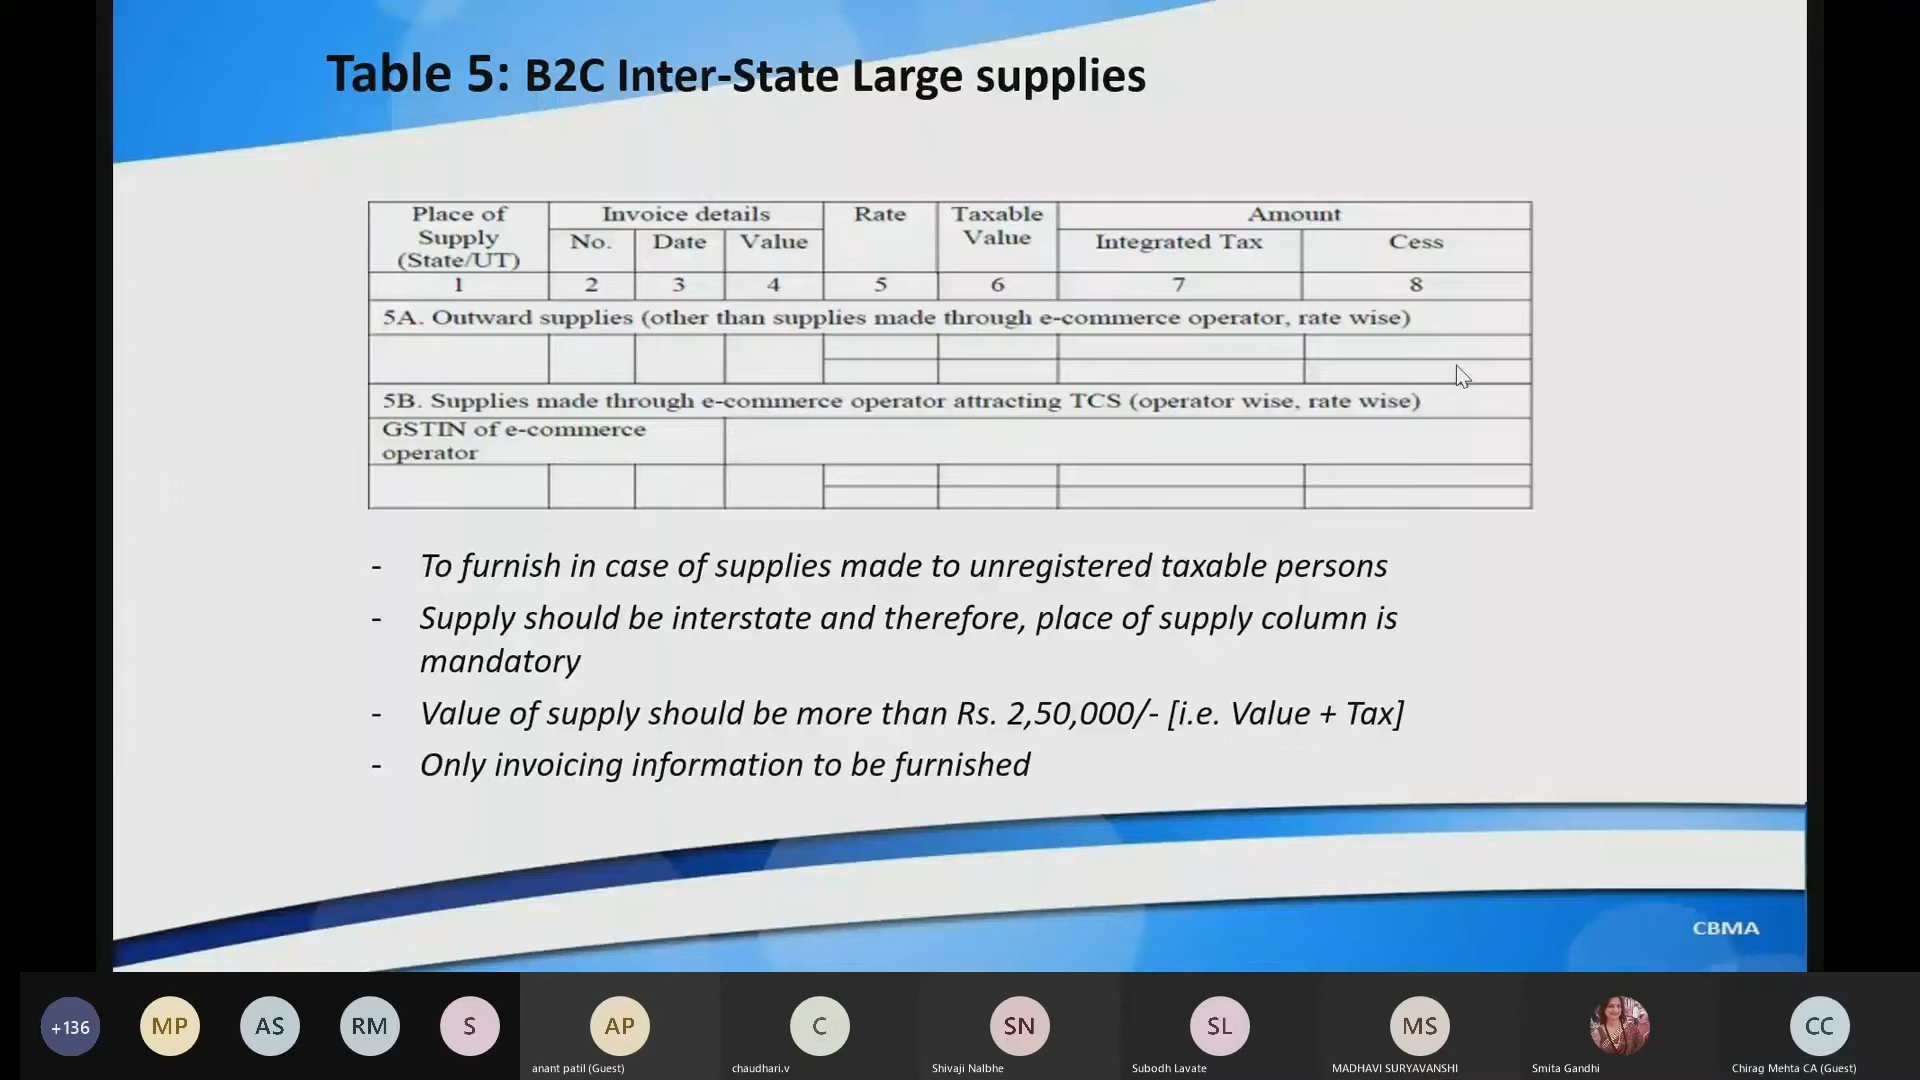 Table 5: B2C Inter-State Large supplies
Place of Supply (State/UT) Invoice details Rate Taxable Value Amount
No. Date Value Integrated Tax Cess
1 2 3 4 5 6 7 8
5A. Outward supplies (other than supplies made through e-commerce operator, rate wise)
5B. Supplies made through e-commerce operator attracting TCS (operator wise, rate wise)
GSTIN of e-commerce
operator
- To furnish in case of supplies made to unregistered taxable persons
- Supply should be interstate and therefore, place of supply column is
mandatory
- Value of supply should be more than Rs. 2,50,000/- [i.e. Value + Tax]
- Only invoicing information to be furnished
CBMA
+136 MP AS RM S AP C SN SL MS CC
anant patil (Guest) chaudhari.v Shivaji Nalbhe Subodh Lavate MADHAVI SURYAVANSHI Smita Gandhi Chirag Mehta CA (Guest)